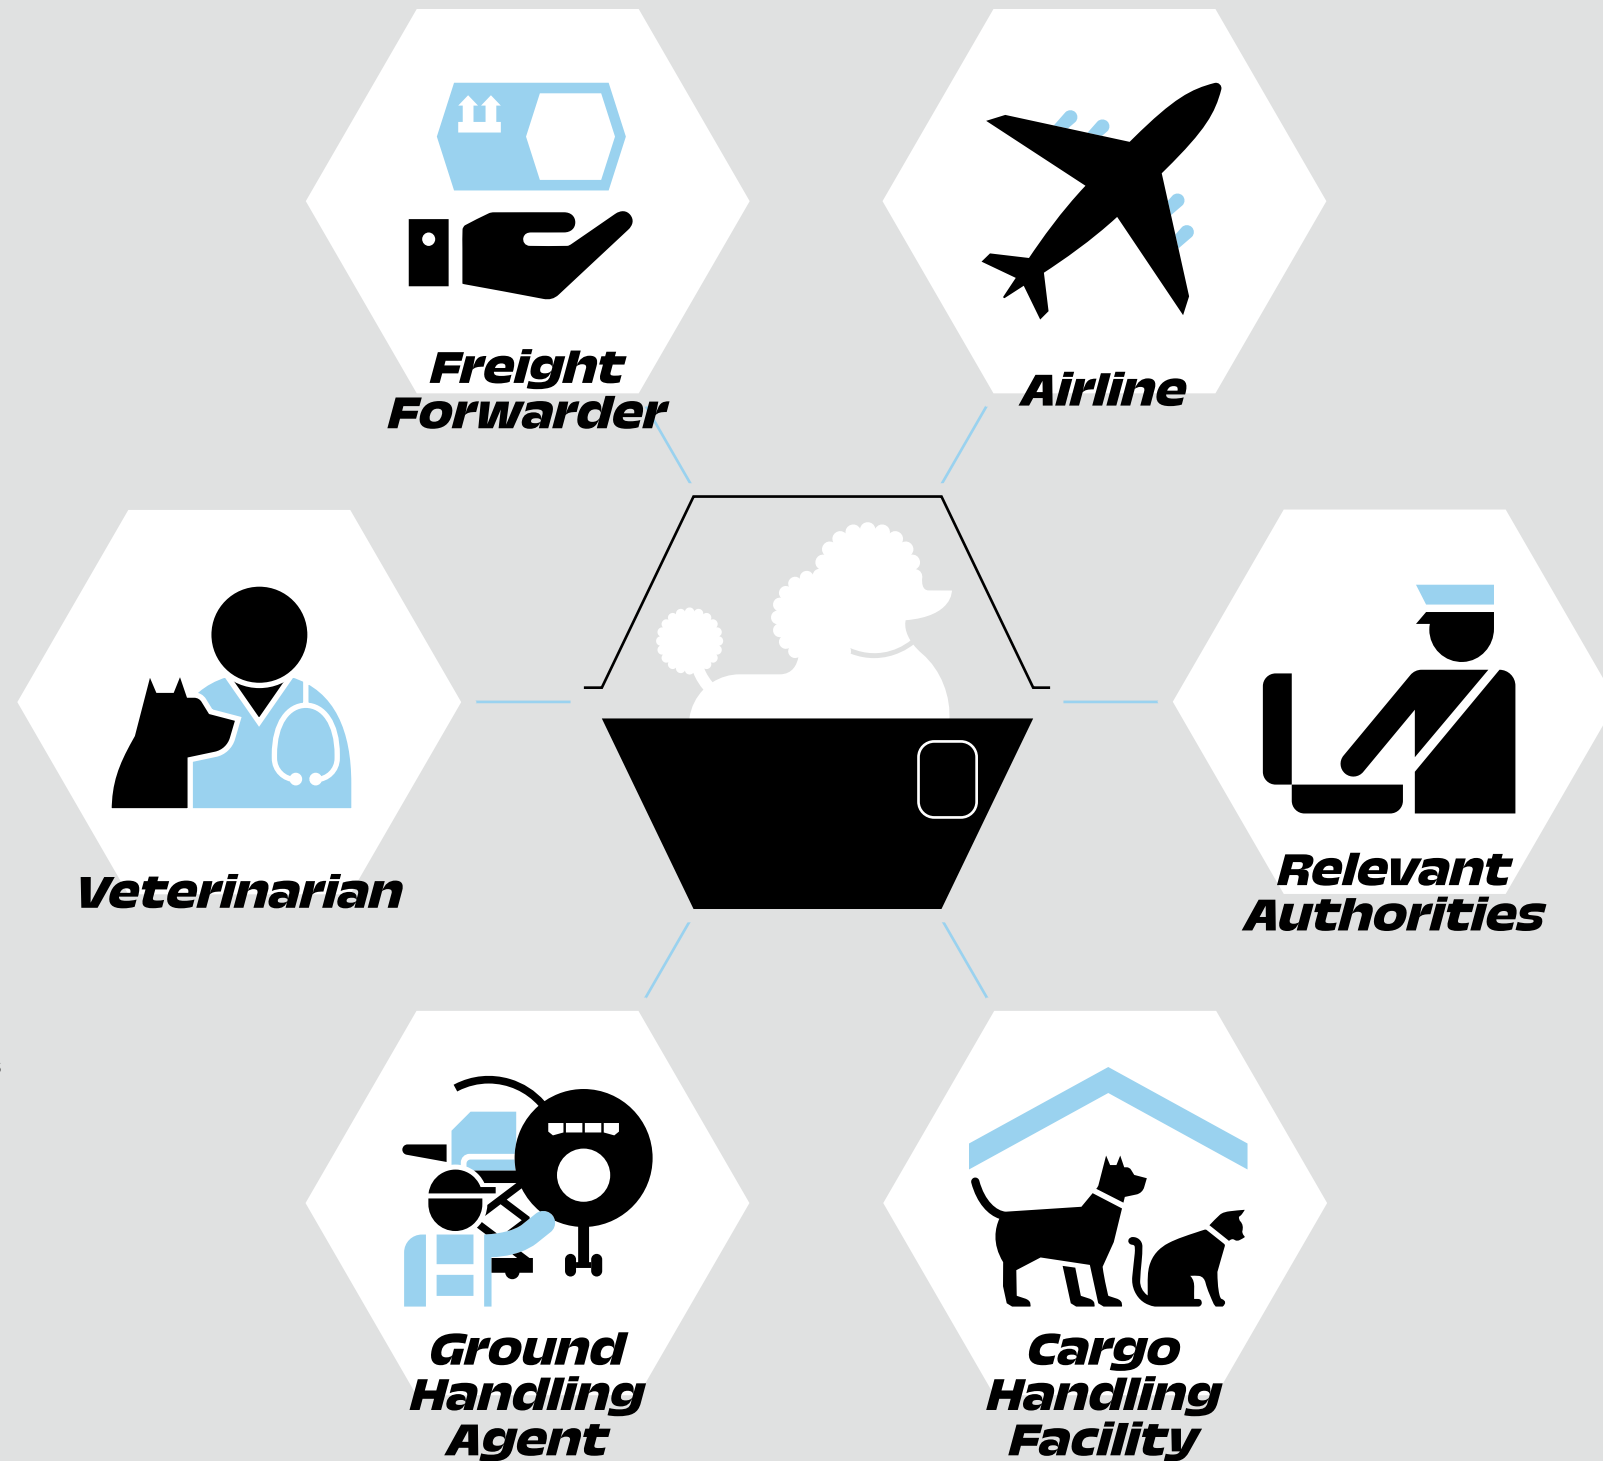 Freight
Forwarder
Airline
Veterinarian
Relevant
Authorities
Ground
Handling
Agent
Cargo
Handling
Facility